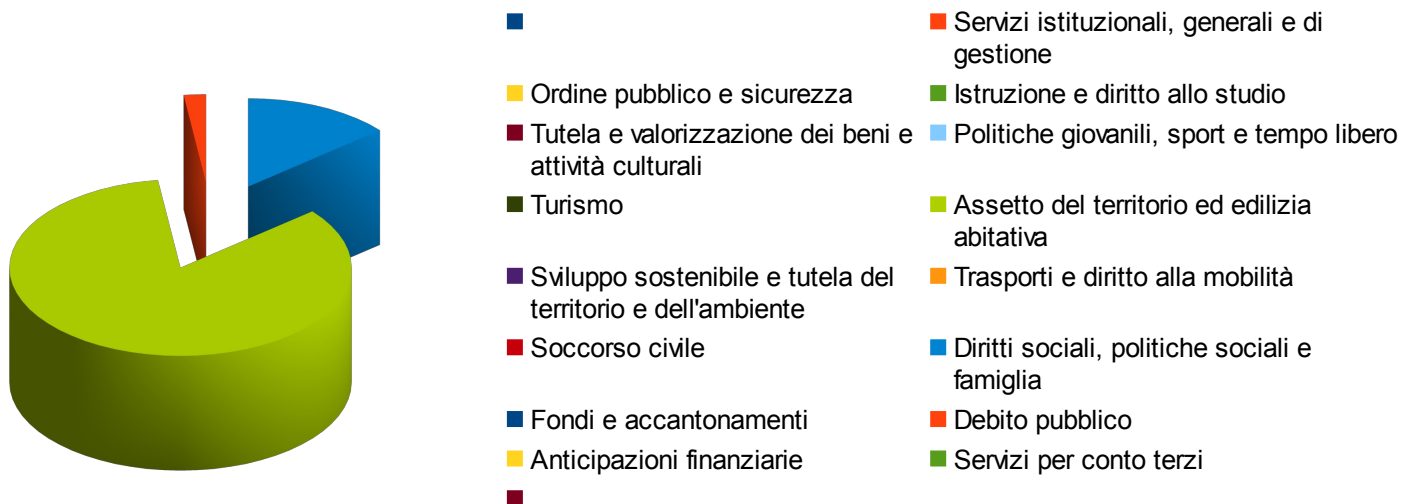 Servizi istituzionali, generali e di
gestione
Ordine pubblico e sicurezza
Istruzione e diritto allo studio
Tutela e valorizzazione dei beni e
attività culturali
Politiche giovanili, sport e tempo libero
Turismo
Assetto del territorio ed edilizia
abitativa
Sviluppo sostenibile e tutela del
territorio e dell'ambiente
Trasporti e diritto alla mobilità
Soccorso civile
Diritti sociali, politiche sociali e
famiglia
Fondi e accantonamenti
Debito pubblico
Anticipazioni finanziarie
Servizi per conto terzi